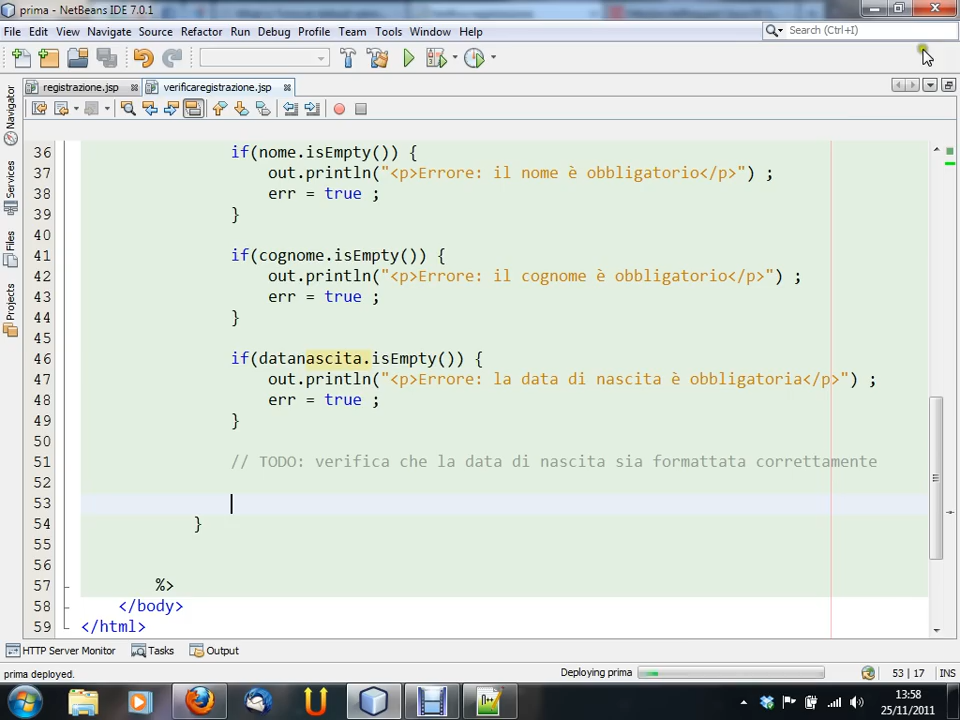 prima - NetBeans IDE 7.0.1
File Edit View Navigate Source Refactor Run Debug Profile Team Tools Window Help
Search (Ctrl+I)
registrazione.jsp verificaregistrazione.jsp
Navigator
Services
Files
Projects
36 if(nome.isEmpty()) {
37 out.println("<p>Errore: il nome è obbligatorio</p>") ;
38 err = true ;
39 }
40
41 if(cognome.isEmpty()) {
42 out.println("<p>Errore: il cognome è obbligatorio</p>") ;
43 err = true ;
44 }
45
46 if(datanascita.isEmpty()) {
47 out.println("<p>Errore: la data di nascita è obbligatoria</p>") ;
48 err = true ;
49 }
50
51 // TODO: verifica che la data di nascita sia formattata correttamente
52
53
54 }
55
56
57 %>
58 </body>
59 </html>
HTTP Server Monitor Tasks Output
prima deployed. Deploying prima 53 | 17 INS
13:58
25/11/2011